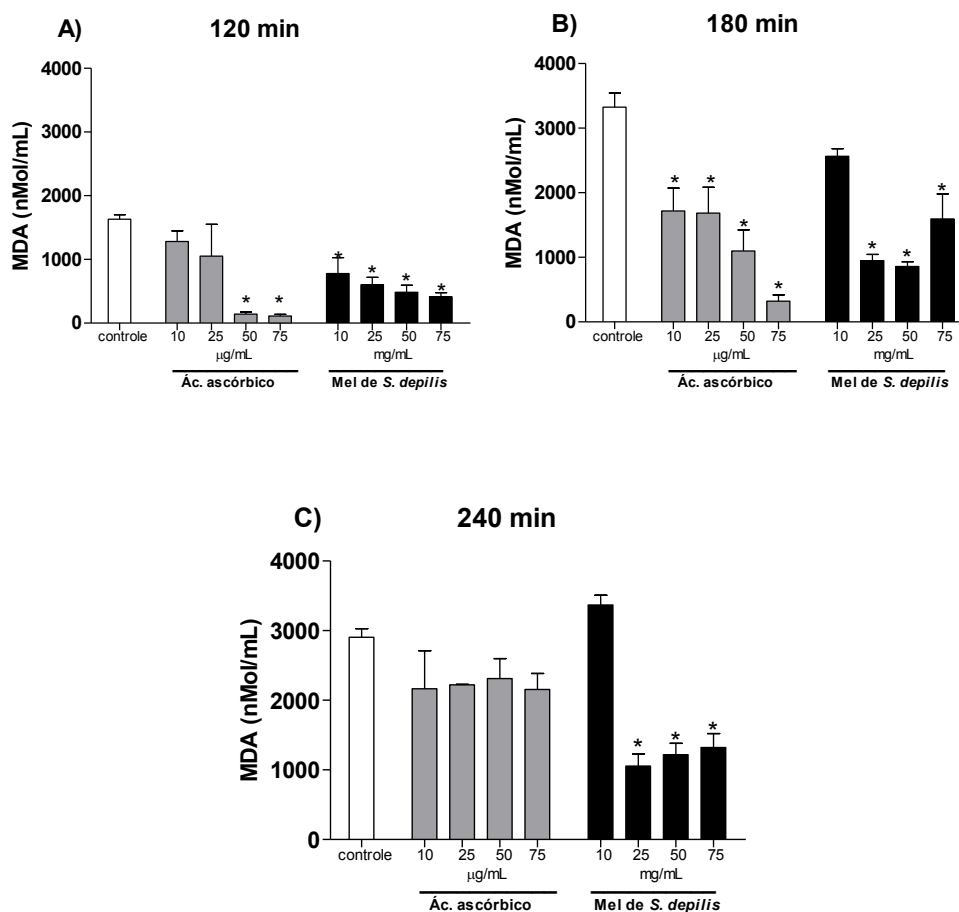 A) 120 min
MDA (nMol/mL)
4000
3000
2000
1000
0
* * * * * *
controle 10 25 50 75 10 25 50 75
µg/mL mg/mL
Ác. ascórbico Mel de S. depilis
B) 180 min
MDA (nMol/mL)
4000
3000
2000
1000
0
* * * * * * *
controle 10 25 50 75 10 25 50 75
µg/mL mg/mL
Ác. ascórbico Mel de S. depilis
C) 240 min
MDA (nMol/mL)
4000
3000
2000
1000
0
* * *
controle 10 25 50 75 10 25 50 75
µg/mL mg/mL
Ác. ascórbico Mel de S. depilis